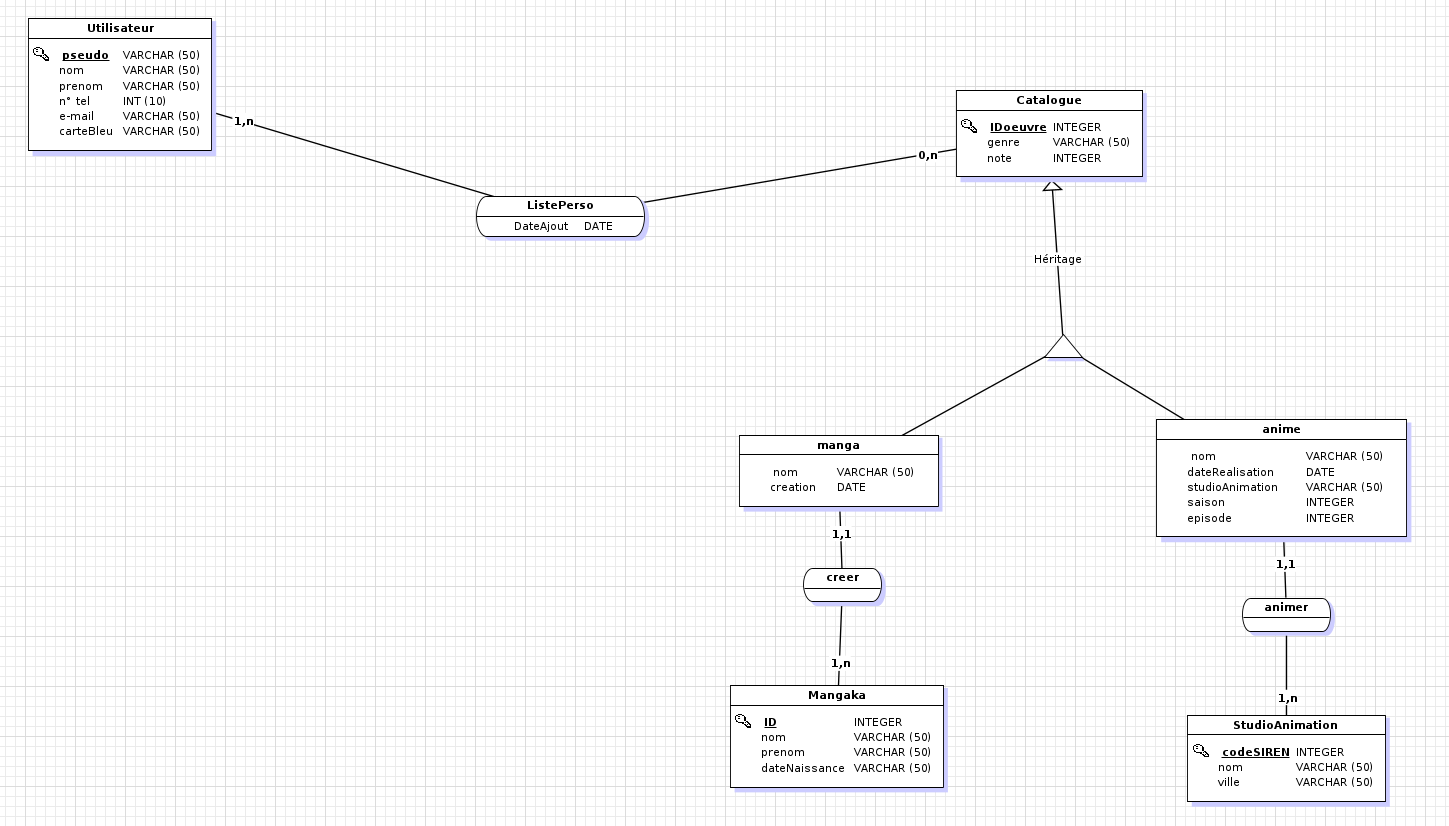 Utilisateur
pseudo VARCHAR (50)
nom VARCHAR (50)
prenom VARCHAR (50)
n° tel INT (10)
e-mail VARCHAR (50)
carteBleu VARCHAR (50)
1,n
ListePerso
DateAjout DATE
0,n
Catalogue
IDoeuvre INTEGER
genre VARCHAR (50)
note INTEGER
Héritage
manga
nom VARCHAR (50)
creation DATE
1,1
creer
1,n
Mangaka
ID INTEGER
nom VARCHAR (50)
prenom VARCHAR (50)
dateNaissance VARCHAR (50)
anime
nom VARCHAR (50)
dateRealisation DATE
studioAnimation VARCHAR (50)
saison INTEGER
episode INTEGER
1,1
animer
1,n
StudioAnimation
codeSIREN INTEGER
nom VARCHAR (50)
ville VARCHAR (50)